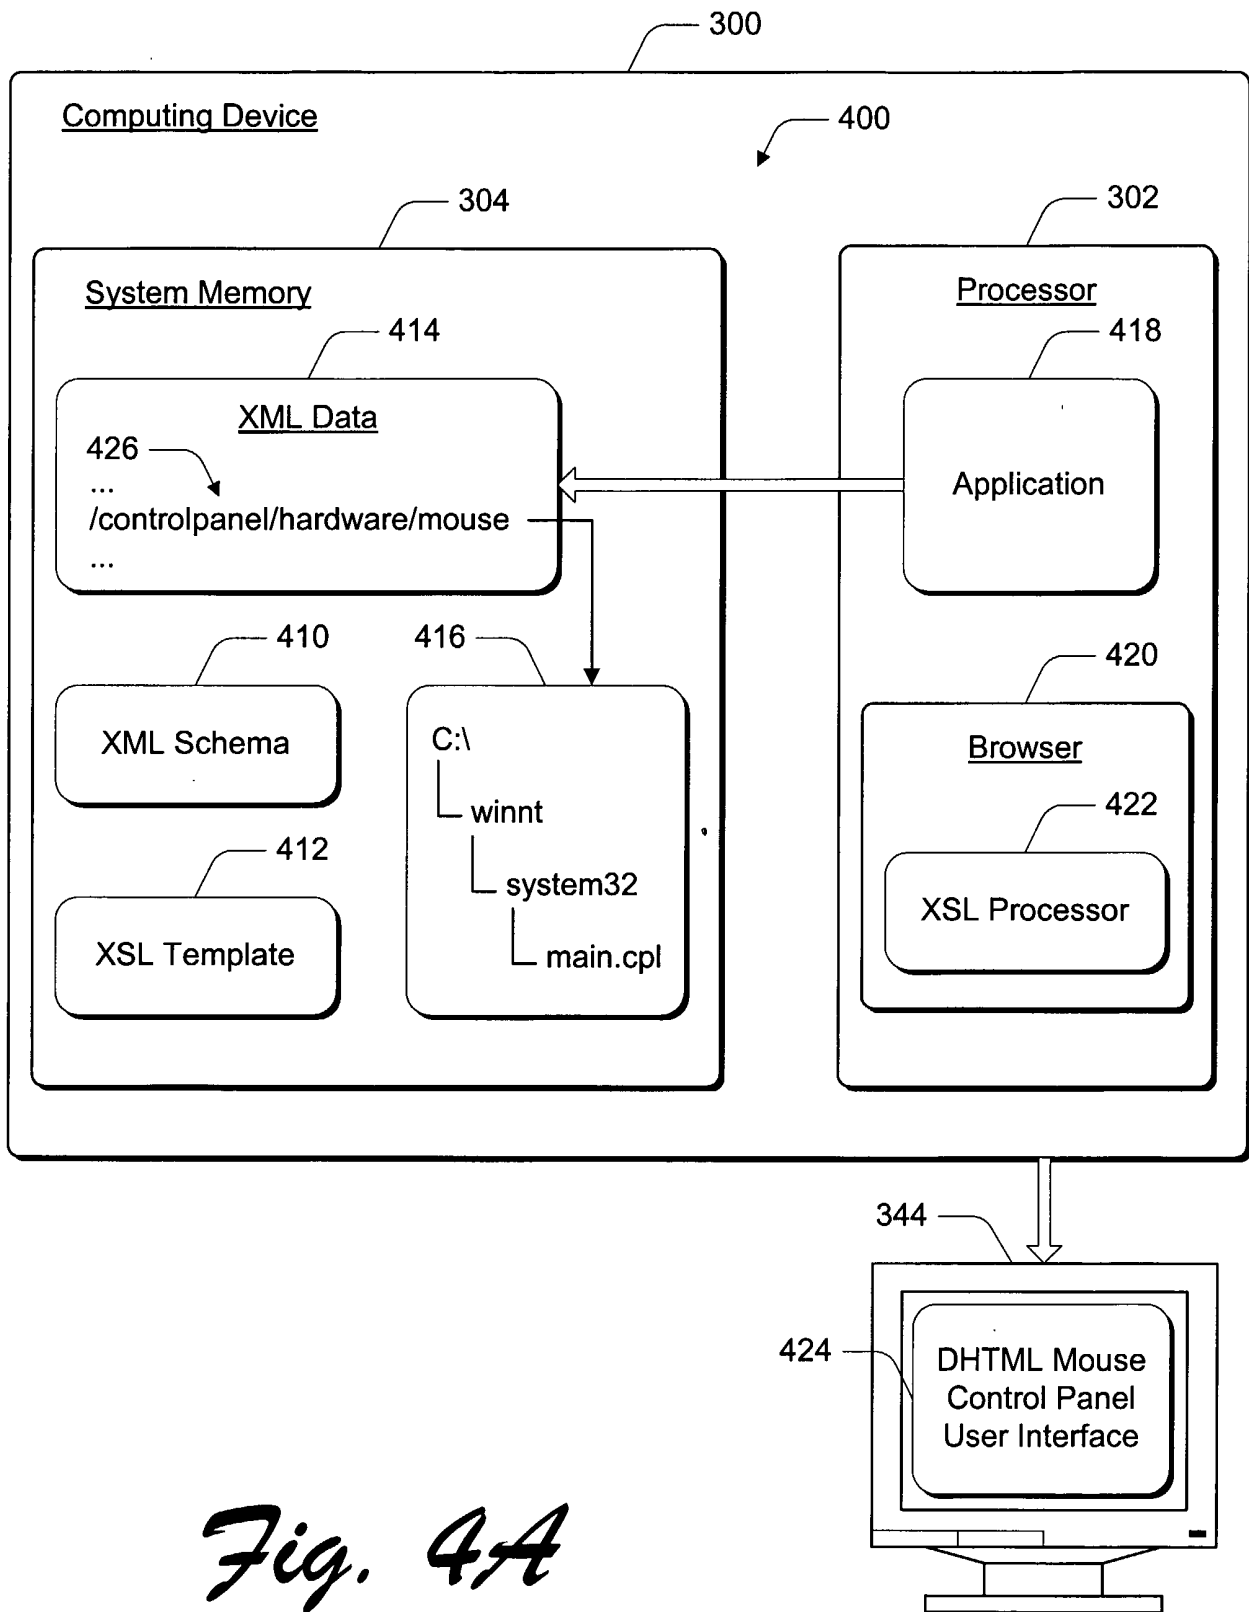 300
Computing Device
400
304
302
System Memory
Processor
414
418
XML Data
426
...
/controlpanel/hardware/mouse
...
Application
410
416
420
XML Schema
C:\
winnt
system32
main.cpl
Browser
422
412
XSL Processor
XSL Template
344
424
DHTML Mouse
Control Panel
User Interface
Fig. 4A